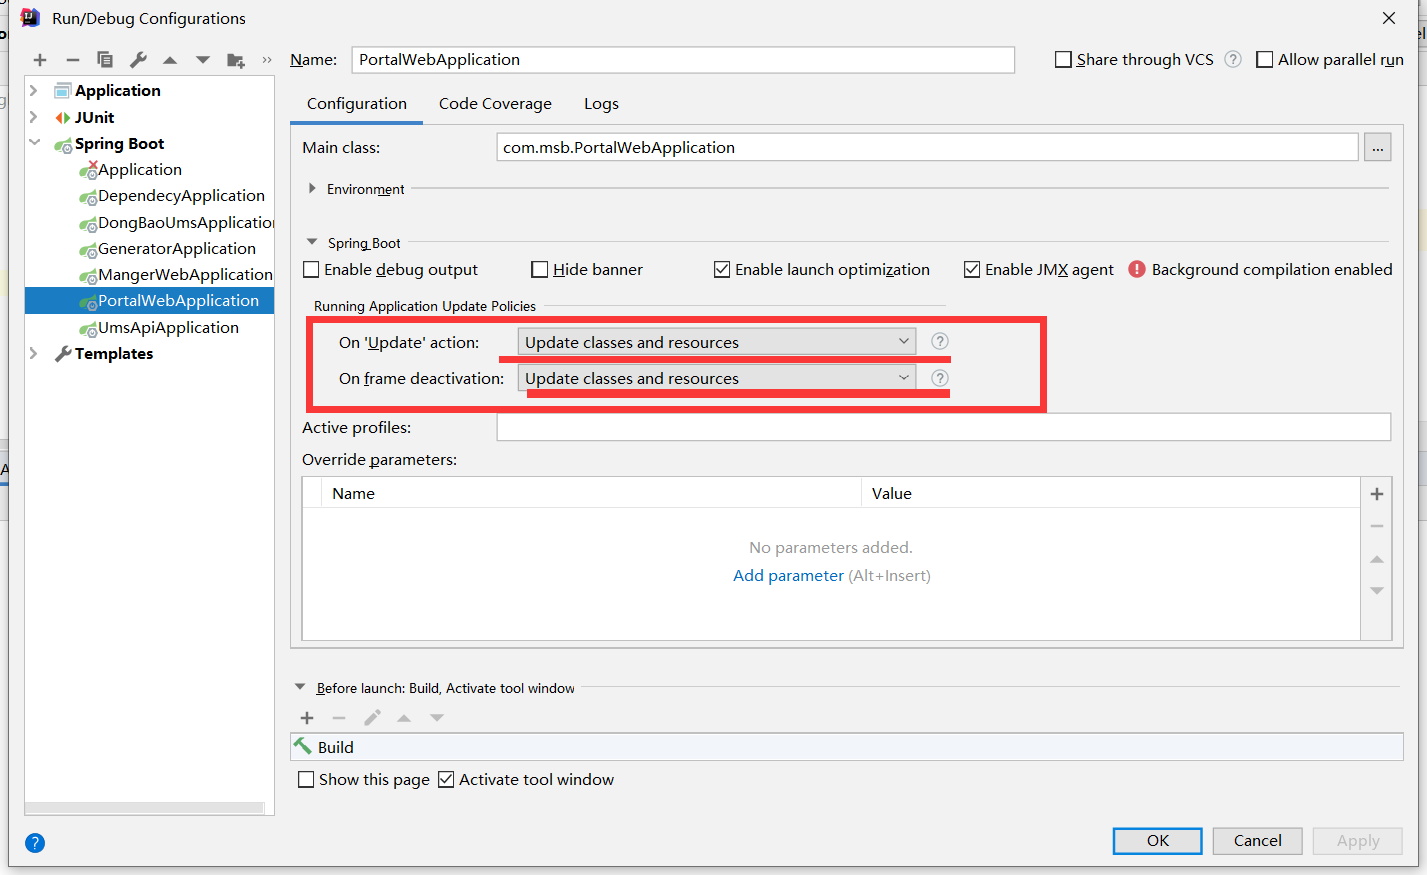 Run/Debug Configurations
Name: PortalWebApplication Share through VCS Allow parallel run
Application
JUnit
Spring Boot
Application
DependecyApplication
DongBaoUmsApplication
GeneratorApplication
MangerWebApplication
PortalWebApplication
UmsApiApplication
Templates
Configuration Code Coverage Logs
Main class: com.msb.PortalWebApplication ...
Environment
Spring Boot
Enable debug output Hide banner Enable launch optimization Enable JMX agent Background compilation enabled
Running Application Update Policies
On 'Update' action: Update classes and resources ?
On frame deactivation: Update classes and resources ?
Active profiles:
Override parameters:
Name Value
No parameters added.
Add parameter (Alt+Insert)
Before launch: Build, Activate tool window
Build
Show this page Activate tool window
? OK Cancel Apply